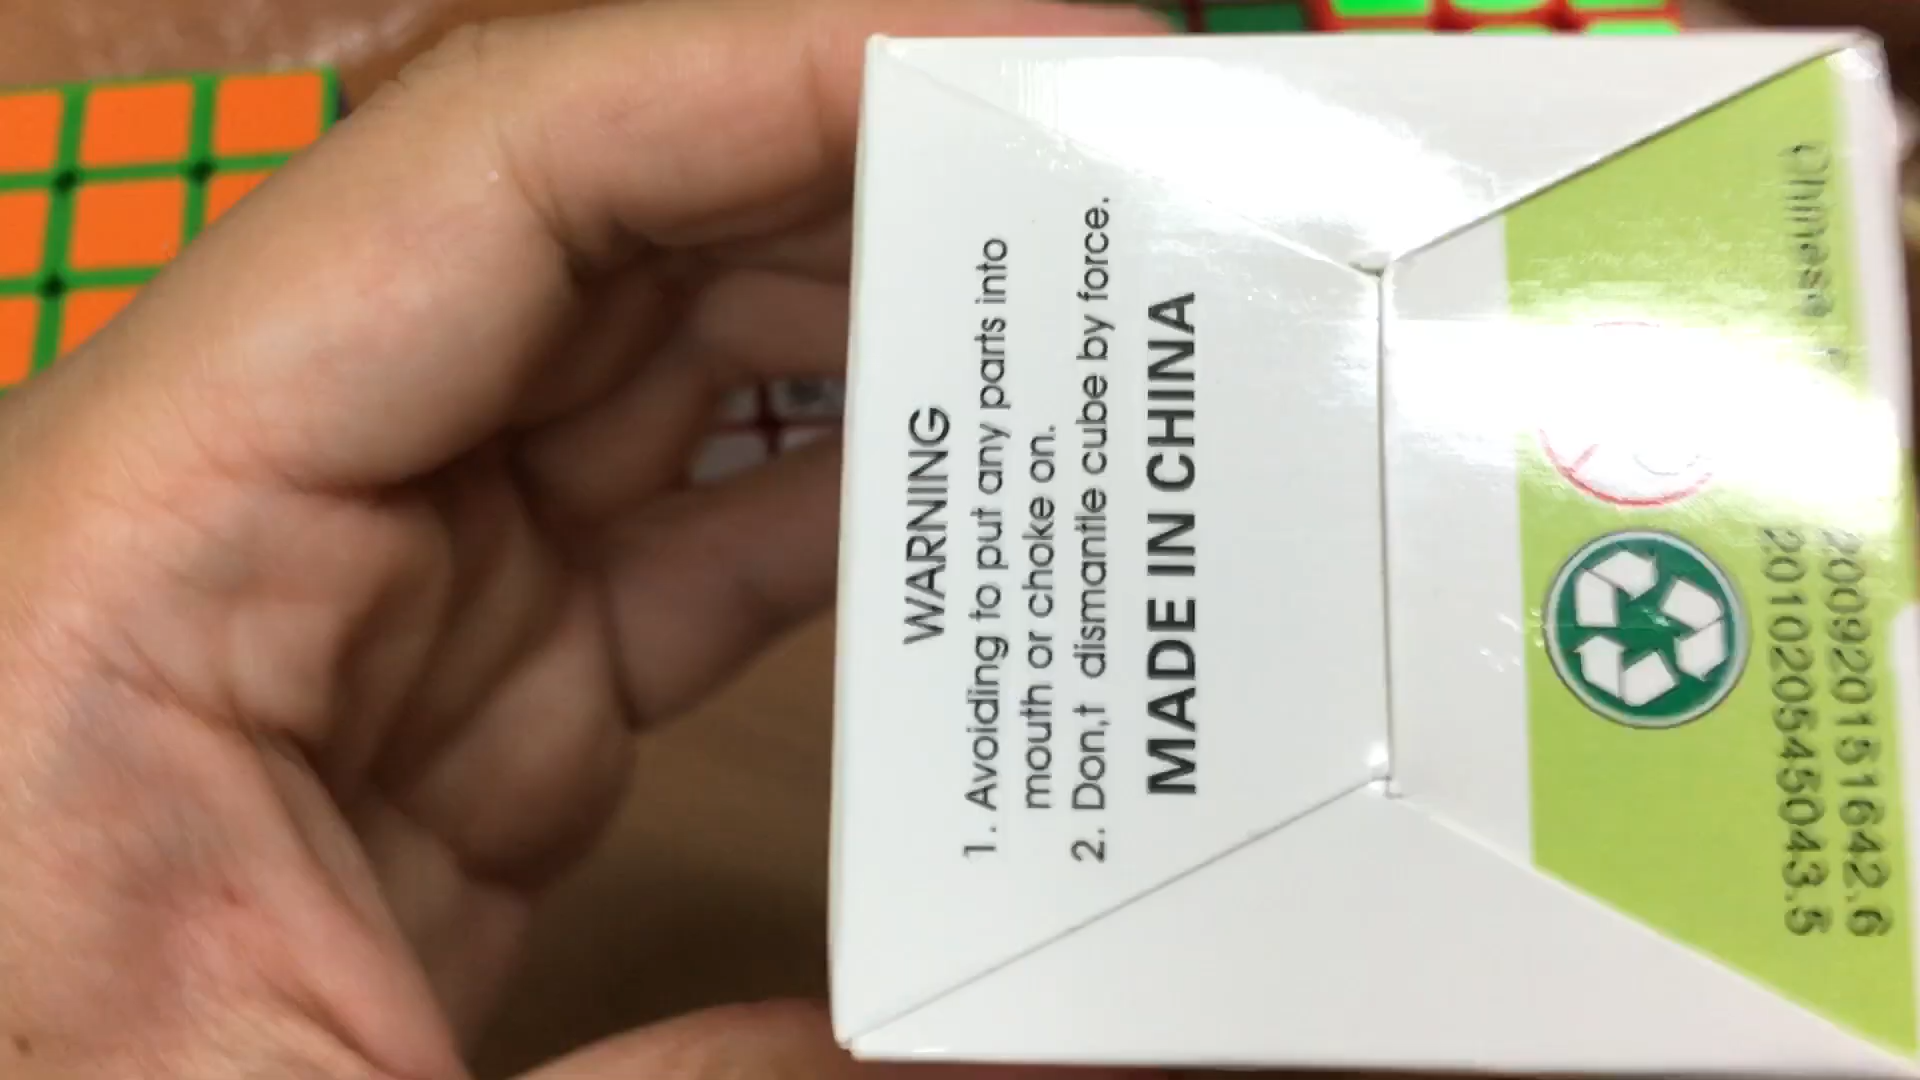 WARNING
1. Avoiding to put any parts into
mouth or choke on.
2. Don,t dismantle cube by force.
MADE IN CHINA
Chinese
200920151642.6
201020545043.5